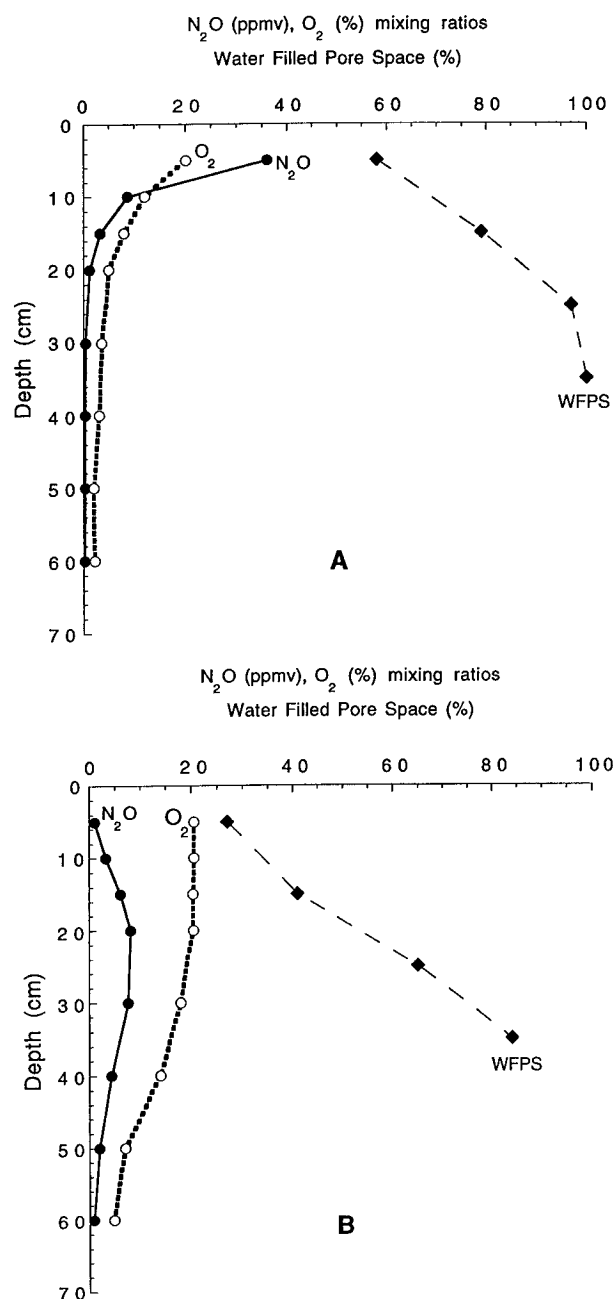 N2O (ppmv), O2 (%) mixing ratios
Water Filled Pore Space (%)
0 20 40 60 80 100
0
10
20
30
40
50
60
70
Depth (cm)
O2
N2O
WFPS
A
N2O (ppmv), O2 (%) mixing ratios
Water Filled Pore Space (%)
0 20 40 60 80 100
0
10
20
30
40
50
60
70
Depth (cm)
N2O
O2
WFPS
B